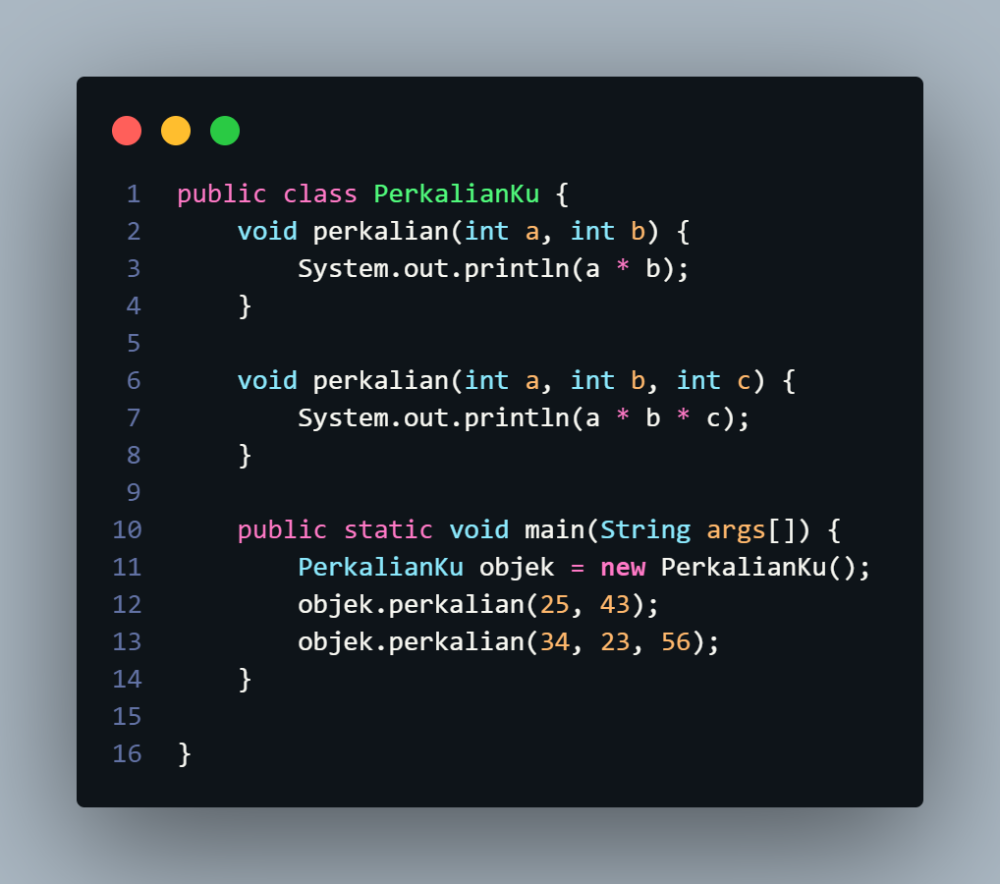 1 public class PerkalianKu {
2     void perkalian(int a, int b) {
3         System.out.println(a * b);
4     }
5
6     void perkalian(int a, int b, int c) {
7         System.out.println(a * b * c);
8     }
9
10     public static void main(String args[]) {
11         PerkalianKu objek = new PerkalianKu();
12         objek.perkalian(25, 43);
13         objek.perkalian(34, 23, 56);
14     }
15
16 }